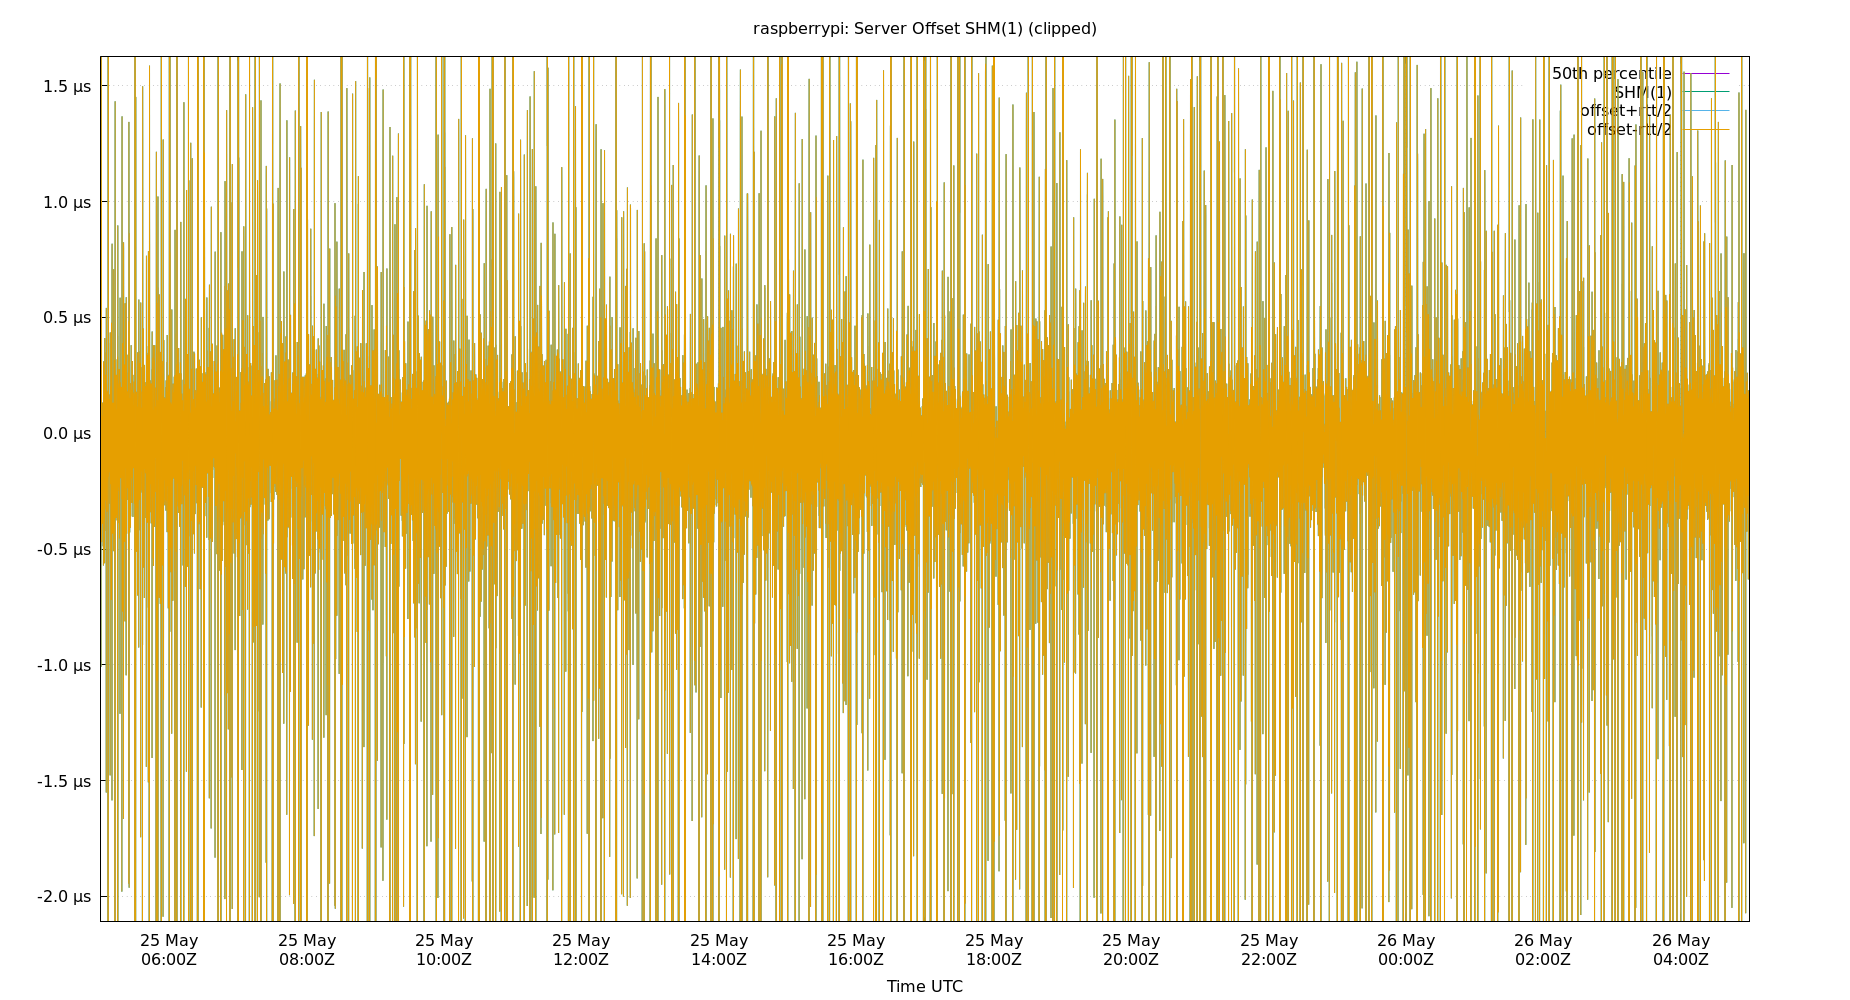 raspberrypi: Server Offset SHM(1) (clipped)
50th percentile
SHM(1)
offset+rtt/2
offset-rtt/2
1.5 µs
1.0 µs
0.5 µs
0.0 µs
-0.5 µs
-1.0 µs
-1.5 µs
-2.0 µs
25 May 25 May 25 May 25 May 25 May 25 May 25 May 25 May 25 May 26 May 26 May 26 May
06:00Z 08:00Z 10:00Z 12:00Z 14:00Z 16:00Z 18:00Z 20:00Z 22:00Z 00:00Z 02:00Z 04:00Z
Time UTC